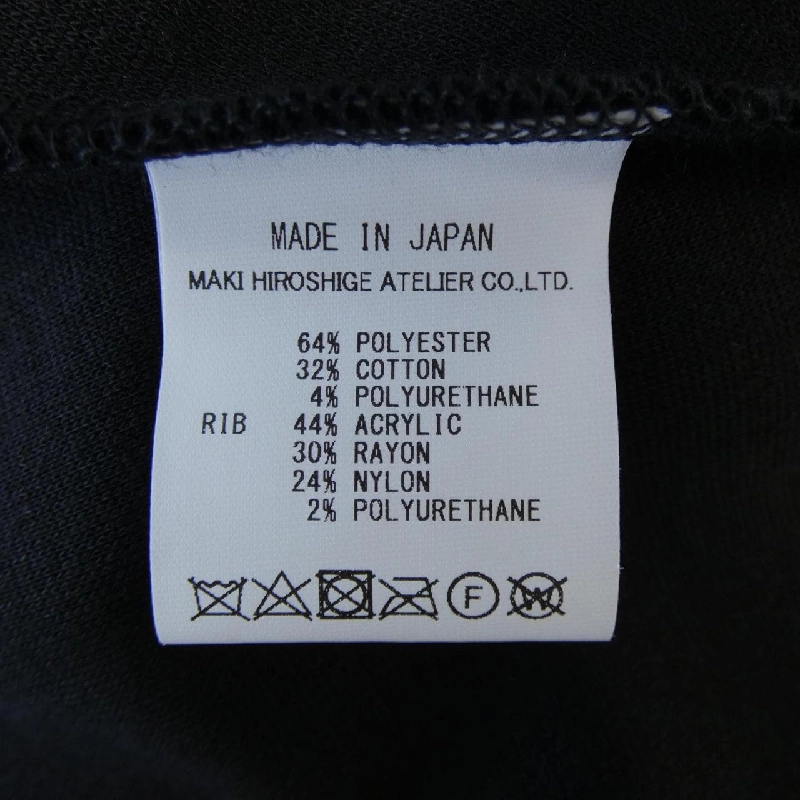 MADE IN JAPAN
MAKI HIROSHIGE ATELIER CO.,LTD.
64% POLYESTER
32% COTTON
4% POLYURETHANE
RIB 44% ACRYLIC
30% RAYON
24% NYLON
2% POLYURETHANE
F W